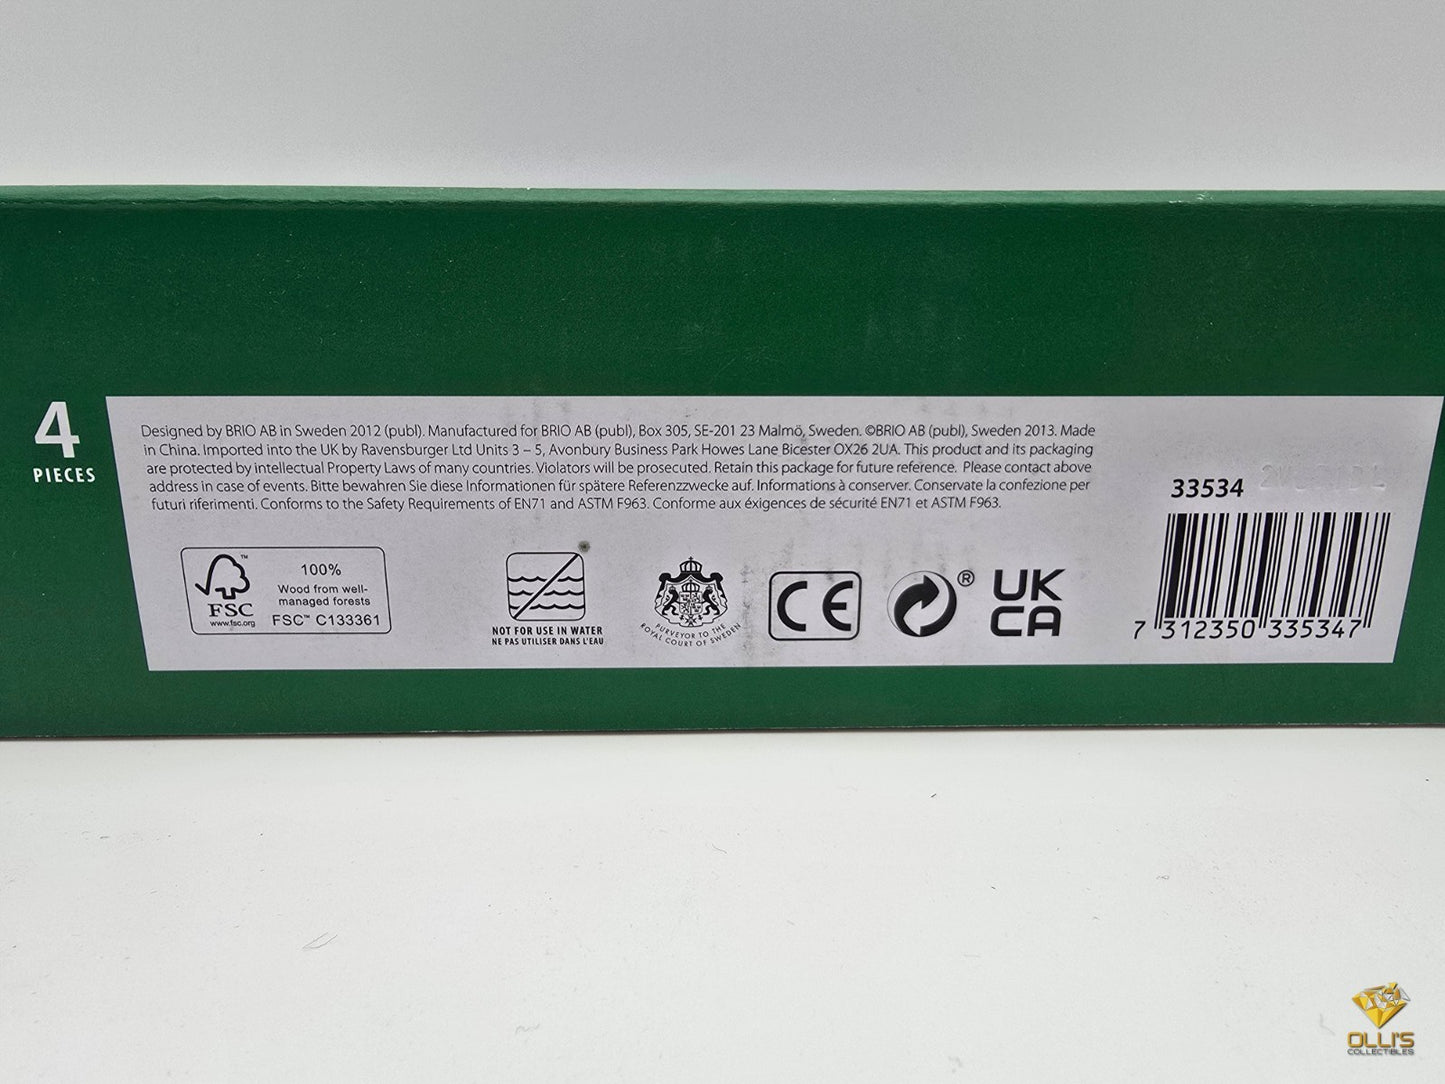 4
PIECES
Designed by BRIO AB in Sweden 2012 (publ). Manufactured for BRIO AB (publ), Box 305, SE-201 23 Malmö, Sweden. ©BRIO AB (publ), Sweden 2013. Made
in China. Imported into the UK by Ravensburger Ltd Units 3 – 5, Avonbury Business Park Howes Lane Bicester OX26 2UA. This product and its packaging
are protected by intellectual Property Laws of many countries. Violators will be prosecuted. Retain this package for future reference. Please contact above
address in case of events. Bitte bewahren Sie diese Informationen für spätere Referenzzwecke auf. Informations à conserver. Conservate la confezione per
futuri riferimenti. Conforms to the Safety Requirements of EN71 and ASTM F963. Conforme aux éxigences de sécurité EN71 et ASTM F963.
33534
FSC
™
www.fsc.org
100%
Wood from well-
managed forests
FSC™ C133361
NOT FOR USE IN WATER
NE PAS UTILISER DANS L'EAU
PURVEYOR TO THE
ROYAL COURT OF SWEDEN
CE
®
UK
CA
7 312350 335347
OLLI'S
COLLECTIBLES